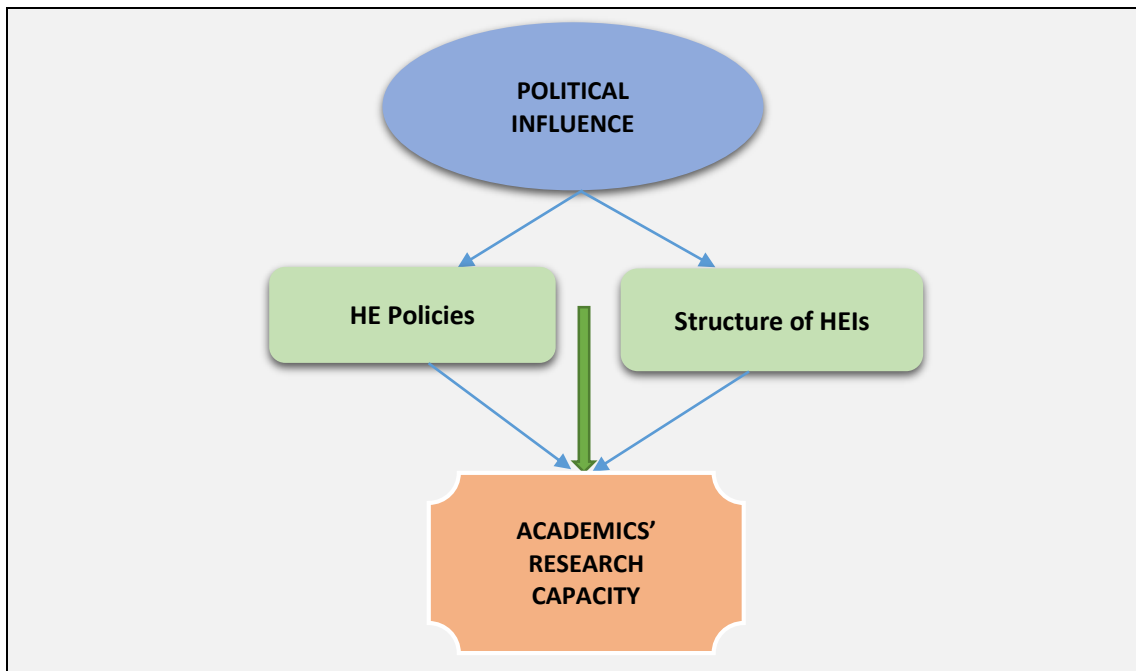 POLITICAL
INFLUENCE
HE Policies
Structure of HEIs
ACADEMICS’
RESEARCH
CAPACITY